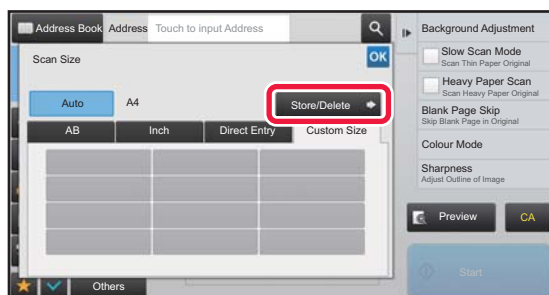 Address Book Address Touch to input Address
Scan Size
OK
Auto A4 Store/Delete
AB Inch Direct Entry Custom Size
Others
Background Adjustment
Slow Scan Mode
Scan Thin Paper Original
Heavy Paper Scan
Scan Heavy Paper Original
Blank Page Skip
Skip Blank Page in Original
Colour Mode
Sharpness
Adjust Outline of Image
Preview CA
Start